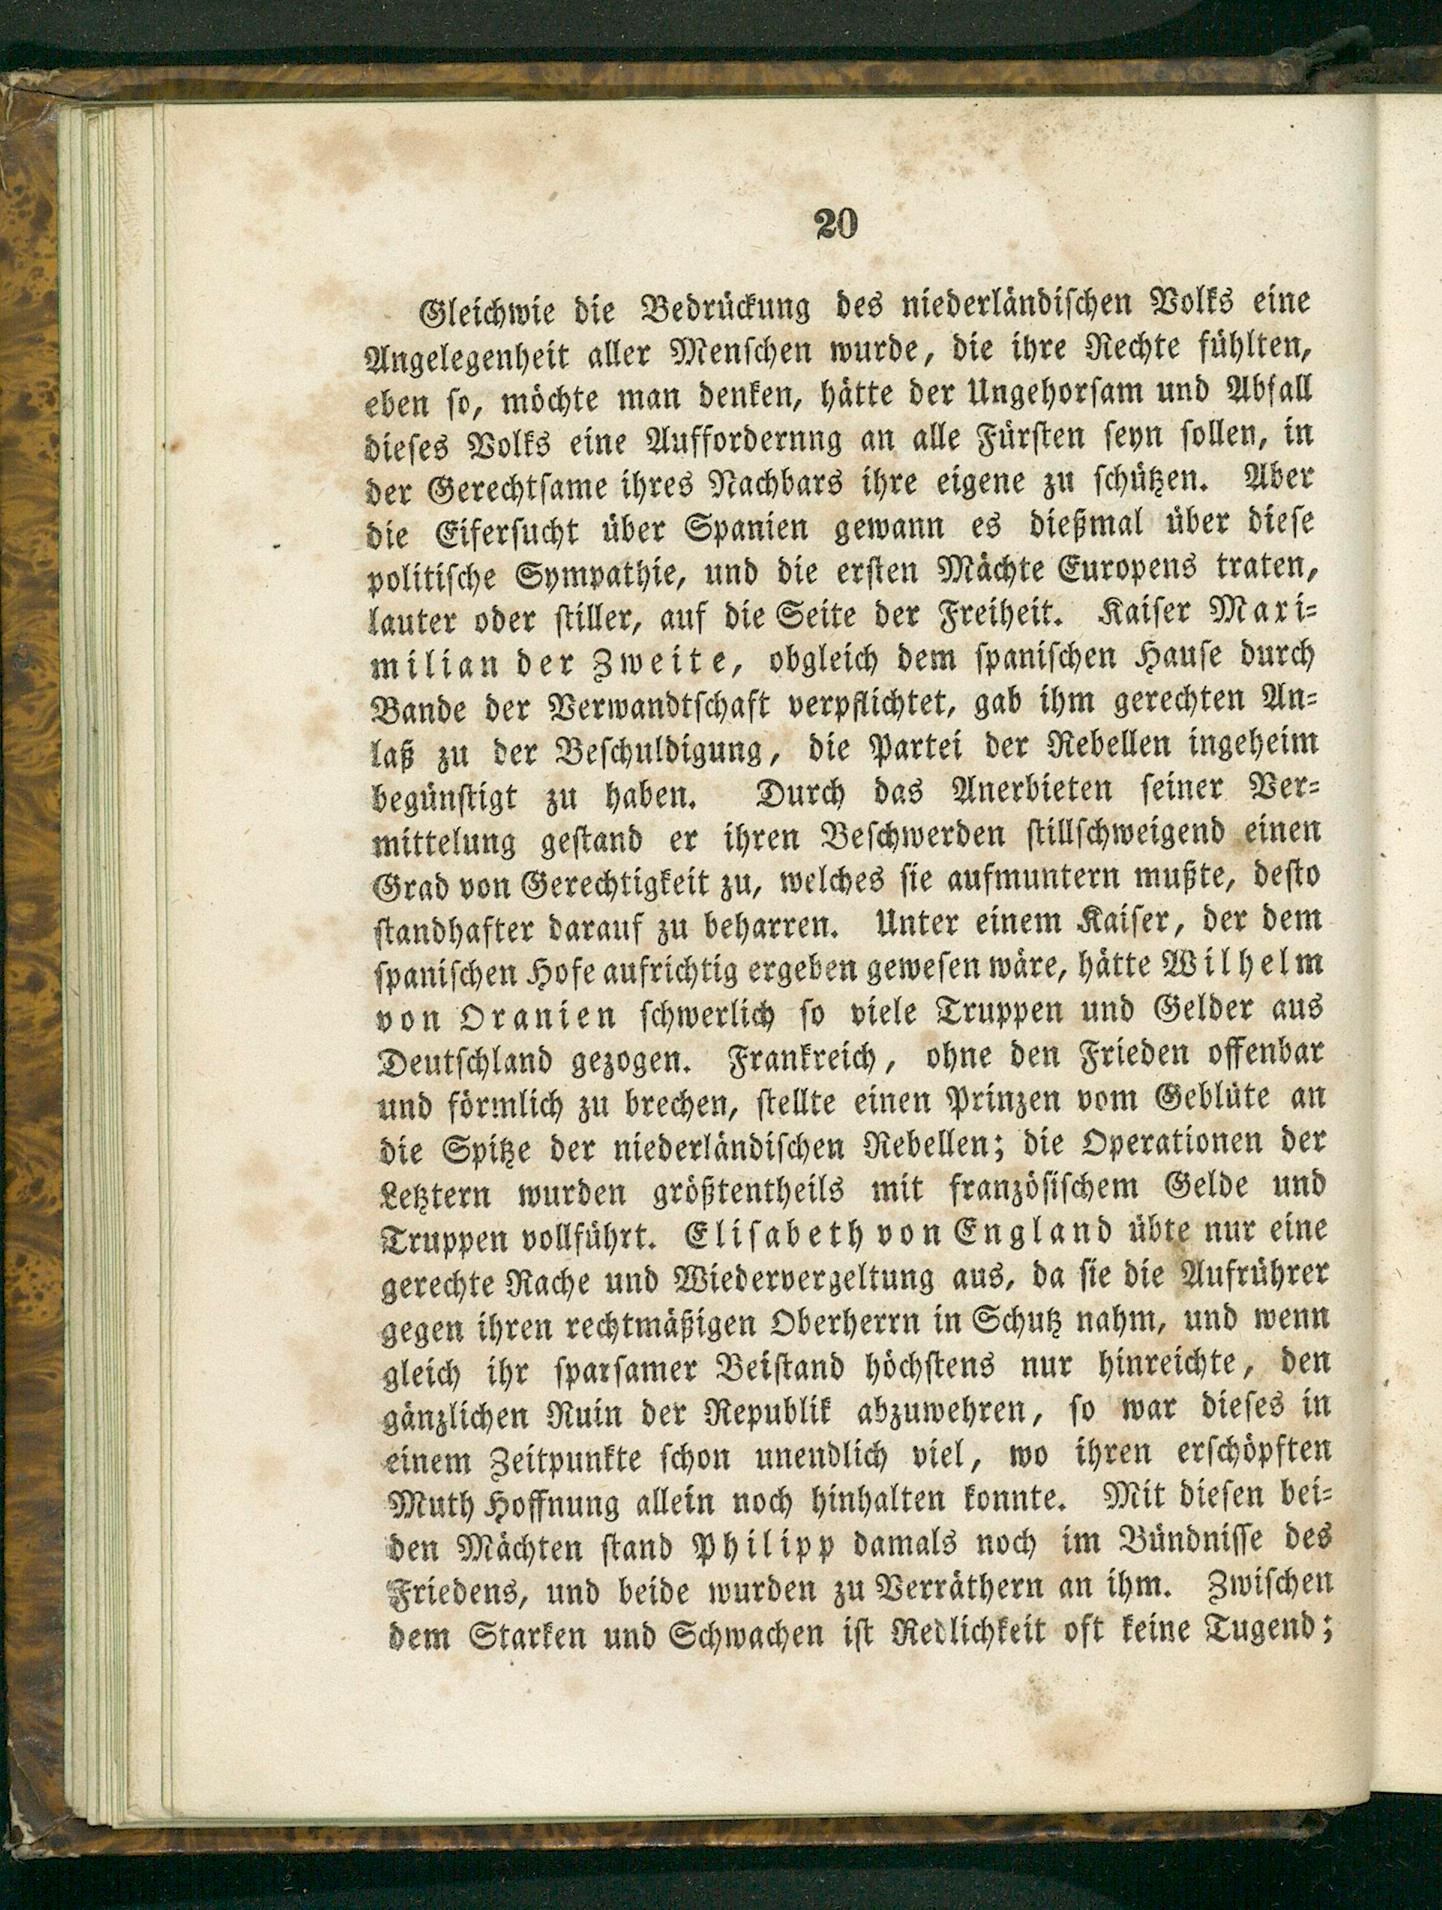 20
Gleichwie die Bedrückung des niederländischen Volks eine
Angelegenheit aller Menschen wurde, die ihre Rechte fühlten,
eben so, möchte man denken, hätte der Ungehorsam und Abfall
dieses Volks eine Auffordernng an alle Fürsten seyn sollen, in
der Gerechtsame ihres Nachbars ihre eigene zu schützen. Aber
die Eifersucht über Spanien gewann es dießmal über diese
politische Sympathie, und die ersten Mächte Europens traten,
lauter oder stiller, auf die Seite der Freiheit. Kaiser Maxi-
milian der Zweite, obgleich dem spanischen Hause durch
Bande der Verwandtschaft verpflichtet, gab ihm gerechten An-
laß zu der Beschuldigung, die Partei der Rebellen ingeheim
begünstigt zu haben. Durch das Anerbieten seiner Ver-
mittelung gestand er ihren Beschwerden stillschweigend einen
Grad von Gerechtigkeit zu, welches sie aufmuntern mußte, desto
standhafter darauf zu beharren. Unter einem Kaiser, der dem
spanischen Hofe aufrichtig ergeben gewesen wäre, hätte Wilhelm
von Oranien schwerlich so viele Truppen und Gelder aus
Deutschland gezogen. Frankreich, ohne den Frieden offenbar
und förmlich zu brechen, stellte einen Prinzen vom Geblüte an
die Spitze der niederländischen Rebellen; die Operationen der
Letztern wurden größtentheils mit französischem Gelde und
Truppen vollführt. Elisabeth von England übte nur eine
gerechte Rache und Wiedervergeltung aus, da sie die Aufrührer
gegen ihren rechtmäßigen Oberherrn in Schutz nahm, und wenn
gleich ihr sparsamer Beistand höchstens nur hinreichte, den
gänzlichen Ruin der Republik abzuwehren, so war dieses in
einem Zeitpunkte schon unendlich viel, wo ihren erschöpften
Muth Hoffnung allein noch hinhalten konnte. Mit diesen bei-
den Mächten stand Philipp damals noch im Bündnisse des
Friedens, und beide wurden zu Verräthern an ihm. Zwischen
dem Starken und Schwachen ist Redlichkeit oft keine Tugend;